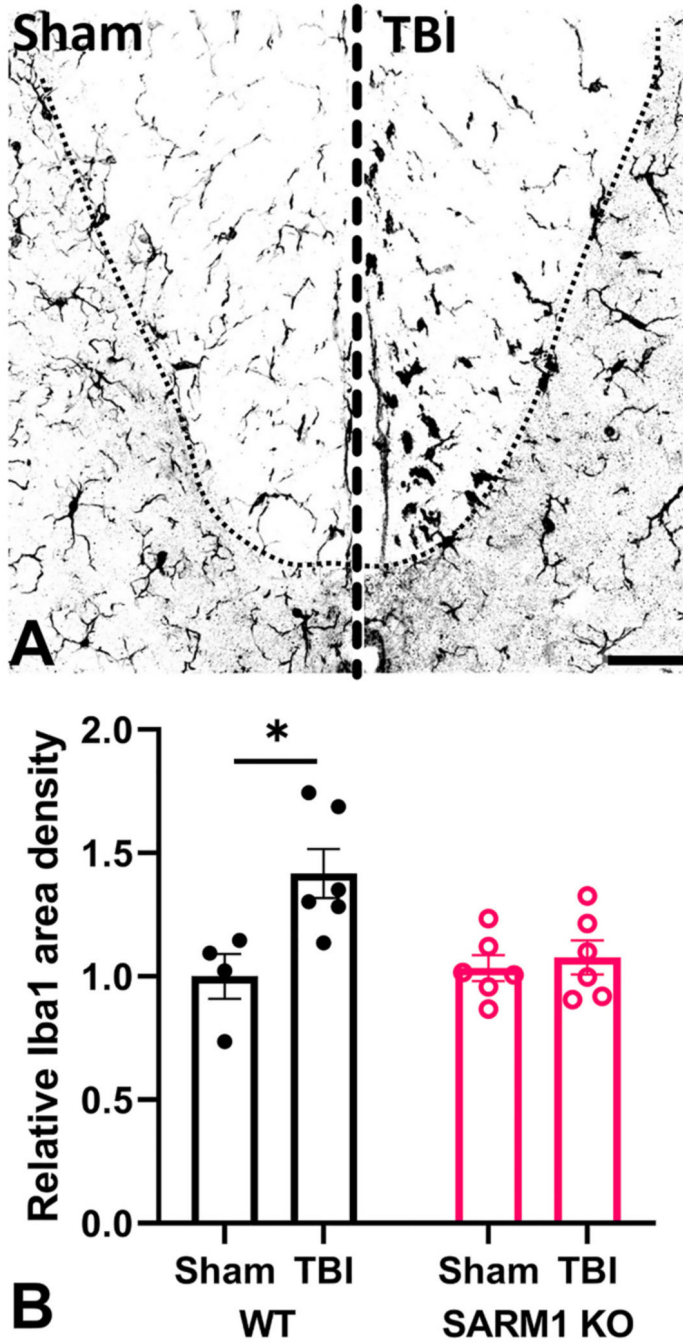 Sham TBI
A
*
2.0
1.5
1.0
0.5
0.0
Relative Iba1 area density
Sham TBI Sham TBI
WT SARM1 KO
B